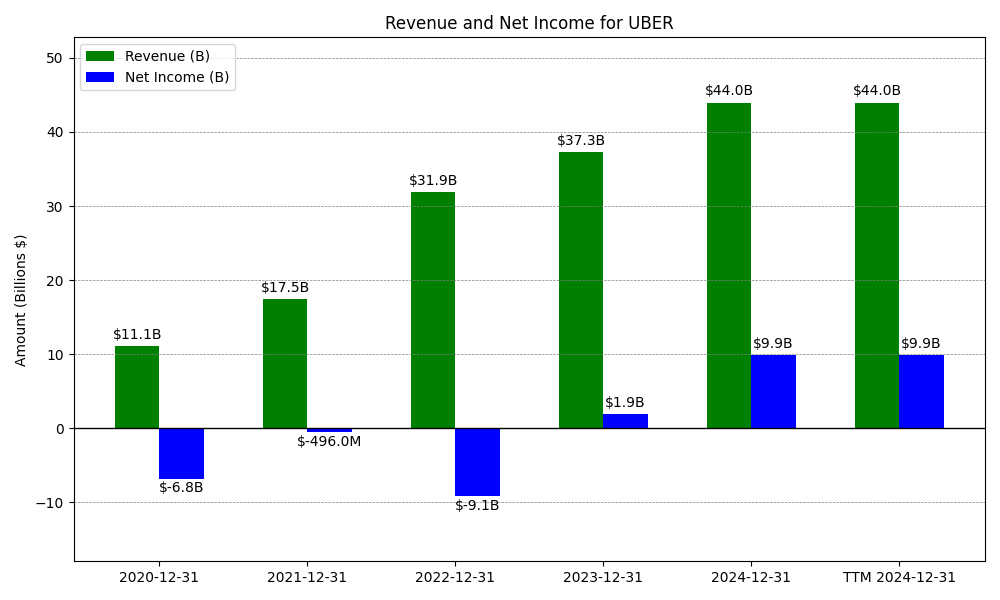 Revenue and Net Income for UBER
Revenue (B)
Net Income (B)
Amount (Billions $)
50
40
30
20
10
0
−10
$11.1B
$-6.8B
$17.5B
$-496.0M
$31.9B
$-9.1B
$37.3B
$1.9B
$44.0B
$9.9B
$44.0B
$9.9B
2020-12-31
2021-12-31
2022-12-31
2023-12-31
2024-12-31
TTM 2024-12-31